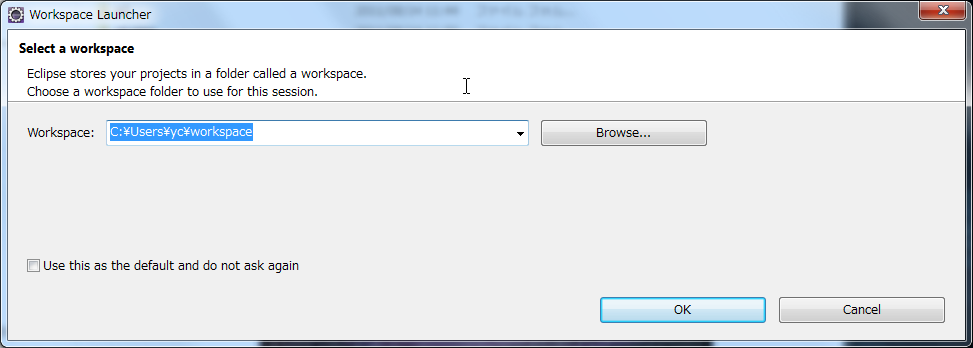 Workspace Launcher
Select a workspace
Eclipse stores your projects in a folder called a workspace.
Choose a workspace folder to use for this session.
Workspace: C:¥Users¥yc¥workspace Browse...
Use this as the default and do not ask again
OK Cancel